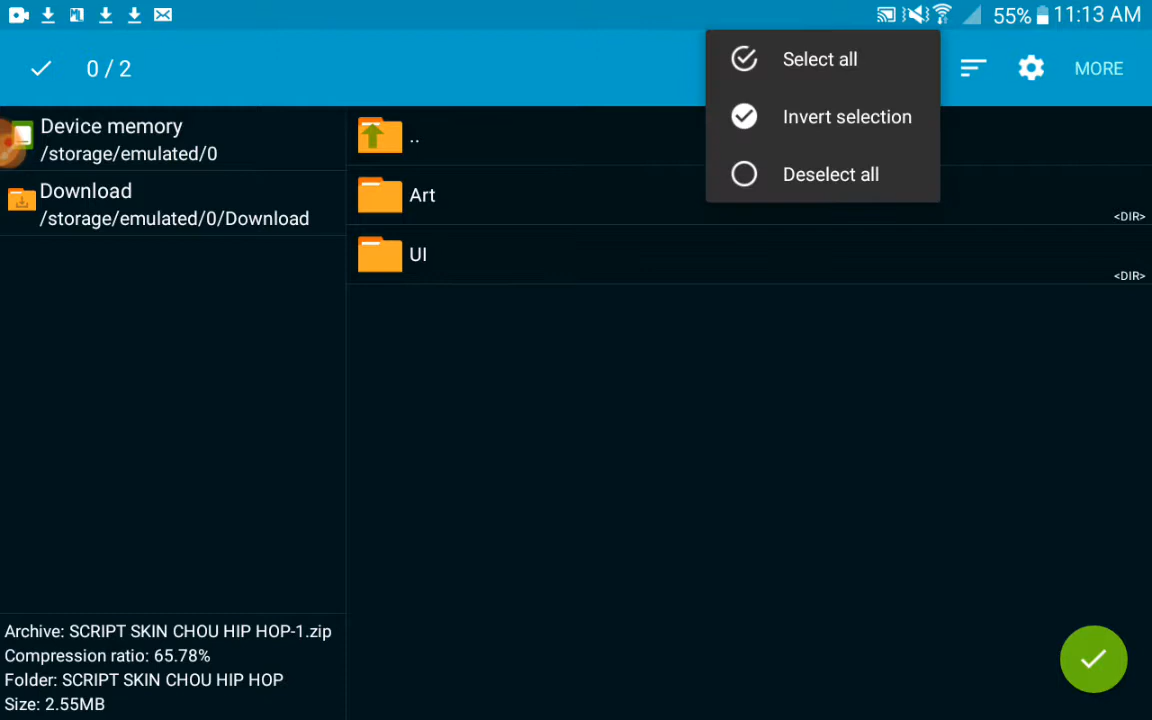 55% 11:13 AM
0 / 2
MORE
Select all
Invert selection
Deselect all
Device memory
/storage/emulated/0
Download
/storage/emulated/0/Download
..
Art
<DIR>
UI
<DIR>
Archive: SCRIPT SKIN CHOU HIP HOP-1.zip
Compression ratio: 65.78%
Folder: SCRIPT SKIN CHOU HIP HOP
Size: 2.55MB